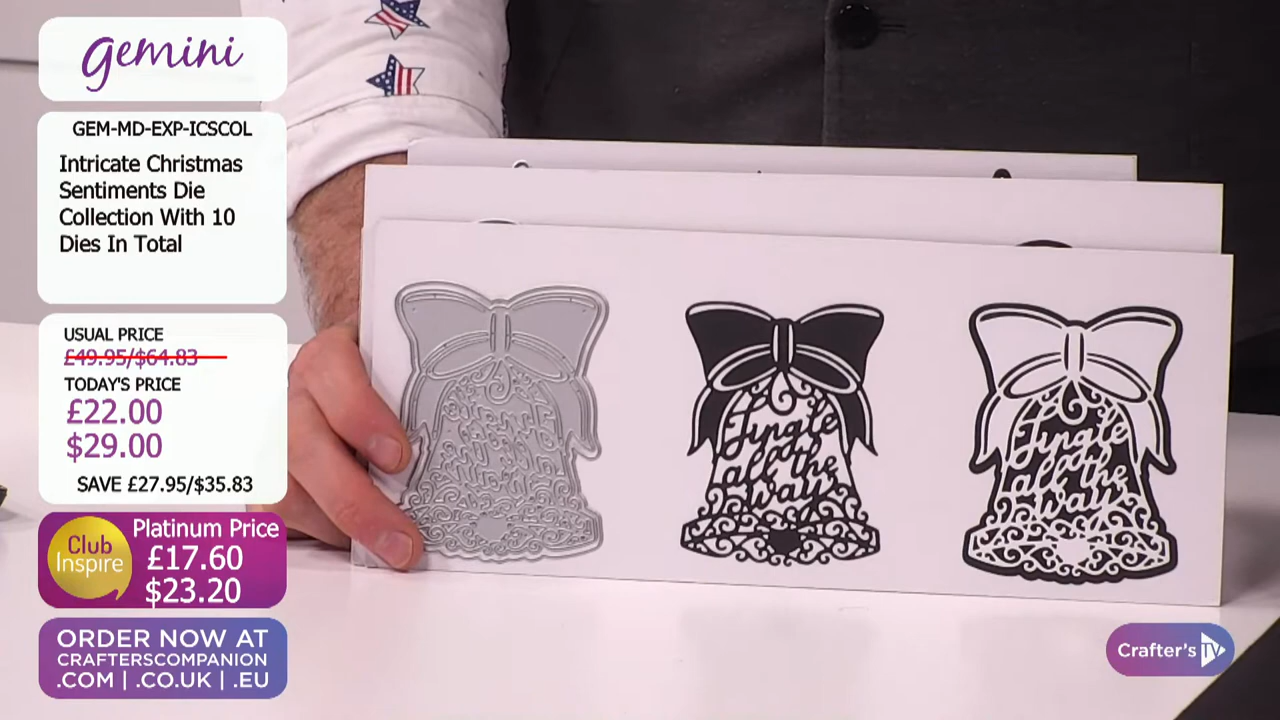 gemini
GEM-MD-EXP-ICSCOL
Intricate Christmas
Sentiments Die
Collection With 10
Dies In Total
USUAL PRICE
£49.95/$64.83
TODAY'S PRICE
£22.00
$29.00
SAVE £27.95/$35.83
Club
Inspire
Platinum Price
£17.60
$23.20
ORDER NOW AT
CRAFTERSCOMPANION
.COM | .CO.UK | .EU
Jingle
all the
way
Jingle
all the
way
Crafter's TV